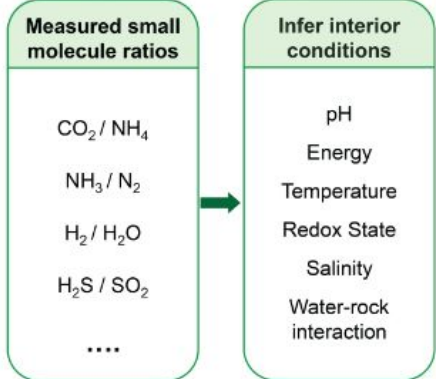 Measured small
molecule ratios
CO₂ / NH₄
NH₃ / N₂
H₂ / H₂O
H₂S / SO₂
....
Infer interior
conditions
pH
Energy
Temperature
Redox State
Salinity
Water-rock
interaction